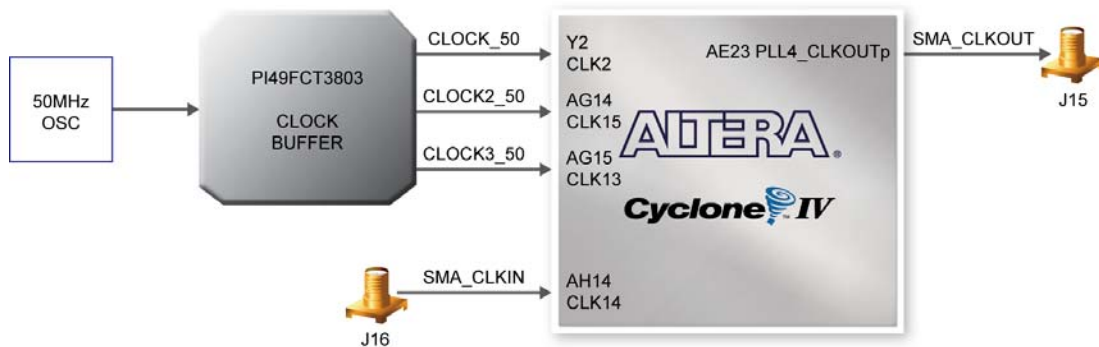 50MHz
OSC
PI49FCT3803
CLOCK
BUFFER
CLOCK_50
CLOCK2_50
CLOCK3_50
SMA_CLKIN
J16
Y2
CLK2
AG14
CLK15
AG15
CLK13
AH14
CLK14
AE23 PLL4_CLKOUTp
ALTERA®
Cyclone™ IV
SMA_CLKOUT
J15